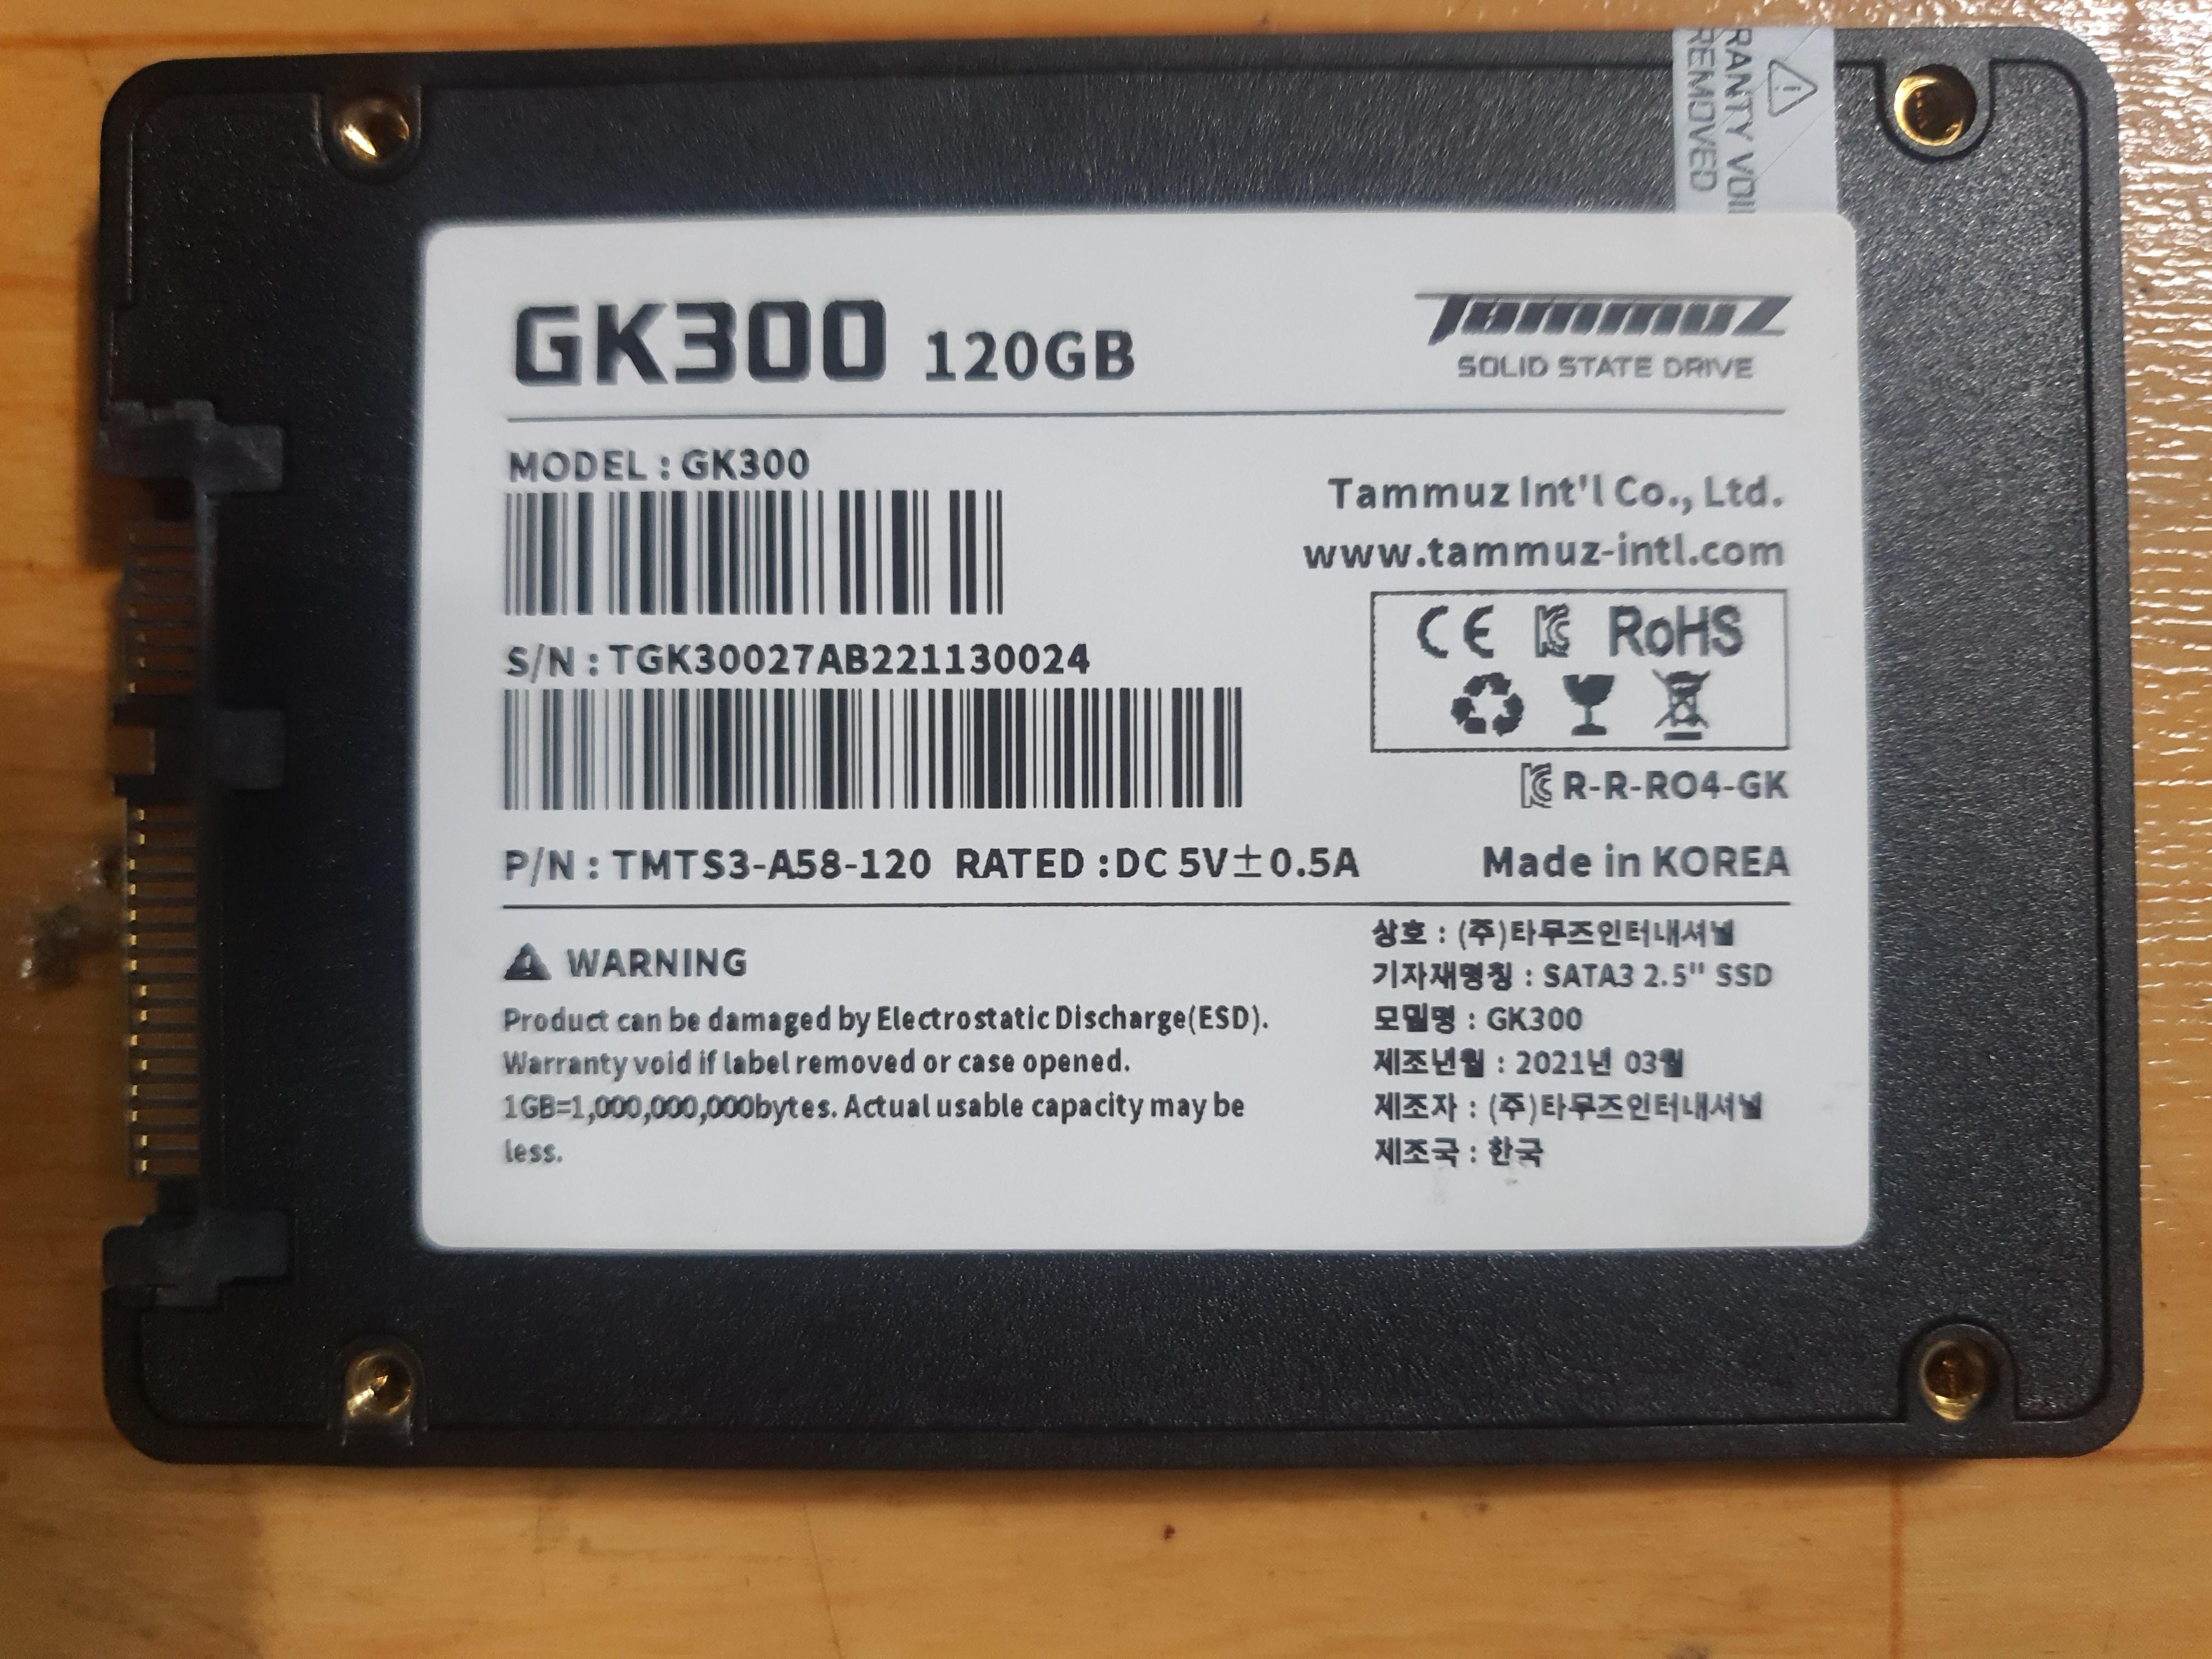 RANTY VOI
REMOVED
GK300 120GB
Tammuz
SOLID STATE DRIVE
MODEL : GK300
Tammuz Int'l Co., Ltd.
www.tammuz-intl.com
S/N : TGK30027AB221130024
CE RoHS
R-R-RO4-GK
P/N : TMTS3-A58-120 RATED :DC 5V±0.5A
Made in KOREA
WARNING
Product can be damaged by Electrostatic Discharge(ESD).
Warranty void if label removed or case opened.
1GB=1,000,000,000bytes. Actual usable capacity may be
less.
상호 : (주)타무즈인터내셔널
기자재명칭 : SATA3 2.5" SSD
모델명 : GK300
제조년월 : 2021년 03월
제조자 : (주)타무즈인터내셔널
제조국 : 한국